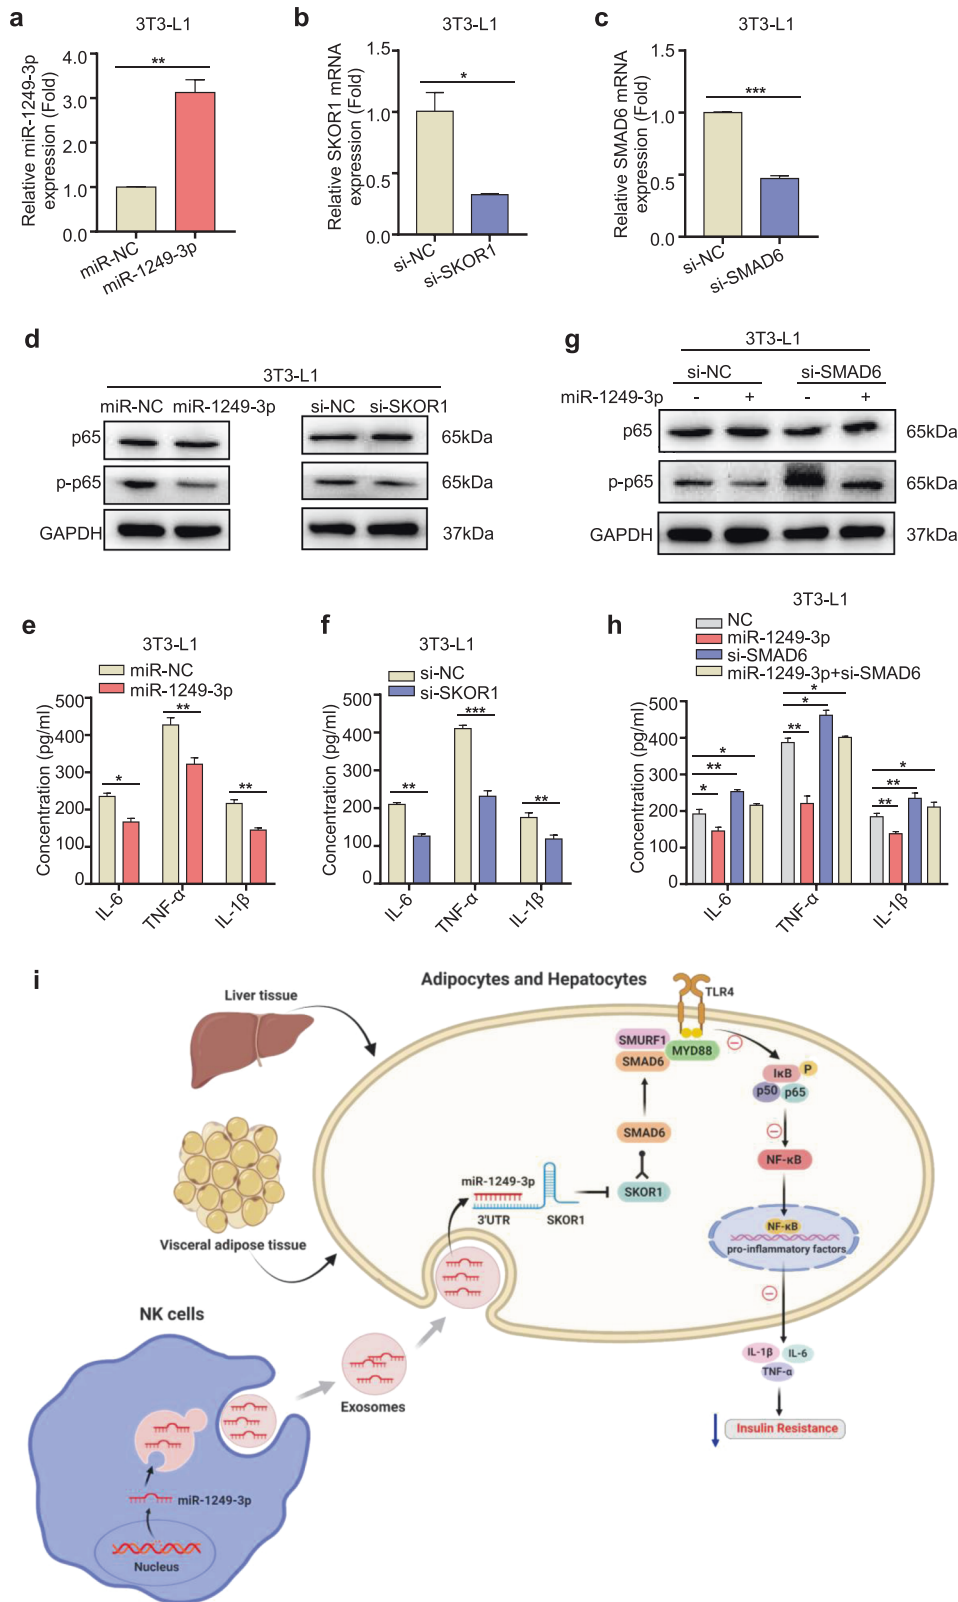 a
3T3-L1
Relative miR-1249-3p
expression (Fold)
4.0
3.0
2.0
1.0
0.0
**
miR-NC
miR-1249-3p
b
3T3-L1
Relative SKOR1 mRNA
expression (Fold)
1.5
1.0
0.5
0.0
*
si-NC
si-SKOR1
c
3T3-L1
Relative SMAD6 mRNA
expression (Fold)
1.5
1.0
0.5
0.0
***
si-NC
si-SMAD6
d
3T3-L1
miR-NC miR-1249-3p si-NC si-SKOR1
p65 65kDa
p-p65 65kDa
GAPDH 37kDa
g
3T3-L1
si-NC si-SMAD6
miR-1249-3p - + - +
p65 65kDa
p-p65 65kDa
GAPDH 37kDa
e
3T3-L1
miR-NC
miR-1249-3p
Concentration (pg/ml)
500
400
300
200
100
0
* ** **
IL-6 TNF-α IL-1β
f
3T3-L1
si-NC
si-SKOR1
Concentration (pg/ml)
500
400
300
200
100
0
** *** **
IL-6 TNF-α IL-1β
h
3T3-L1
NC
miR-1249-3p
si-SMAD6
miR-1249-3p+si-SMAD6
Concentration (pg/ml)
500
400
300
200
100
0
*
**
*
*
*
**
*
**
**
IL-6 TNF-α IL-1β
i
Adipocytes and Hepatocytes
Liver tissue
Visceral adipose tissue
NK cells
TLR4
SMURF1
SMAD6
MYD88
IκB
P
p50
p65
SMAD6
NF-κB
miR-1249-3p
3'UTR
SKOR1
SKOR1
NF-κB
pro-inflammatory factors
IL-1β
IL-6
TNF-α
Insulin Resistance
Exosomes
miR-1249-3p
Nucleus